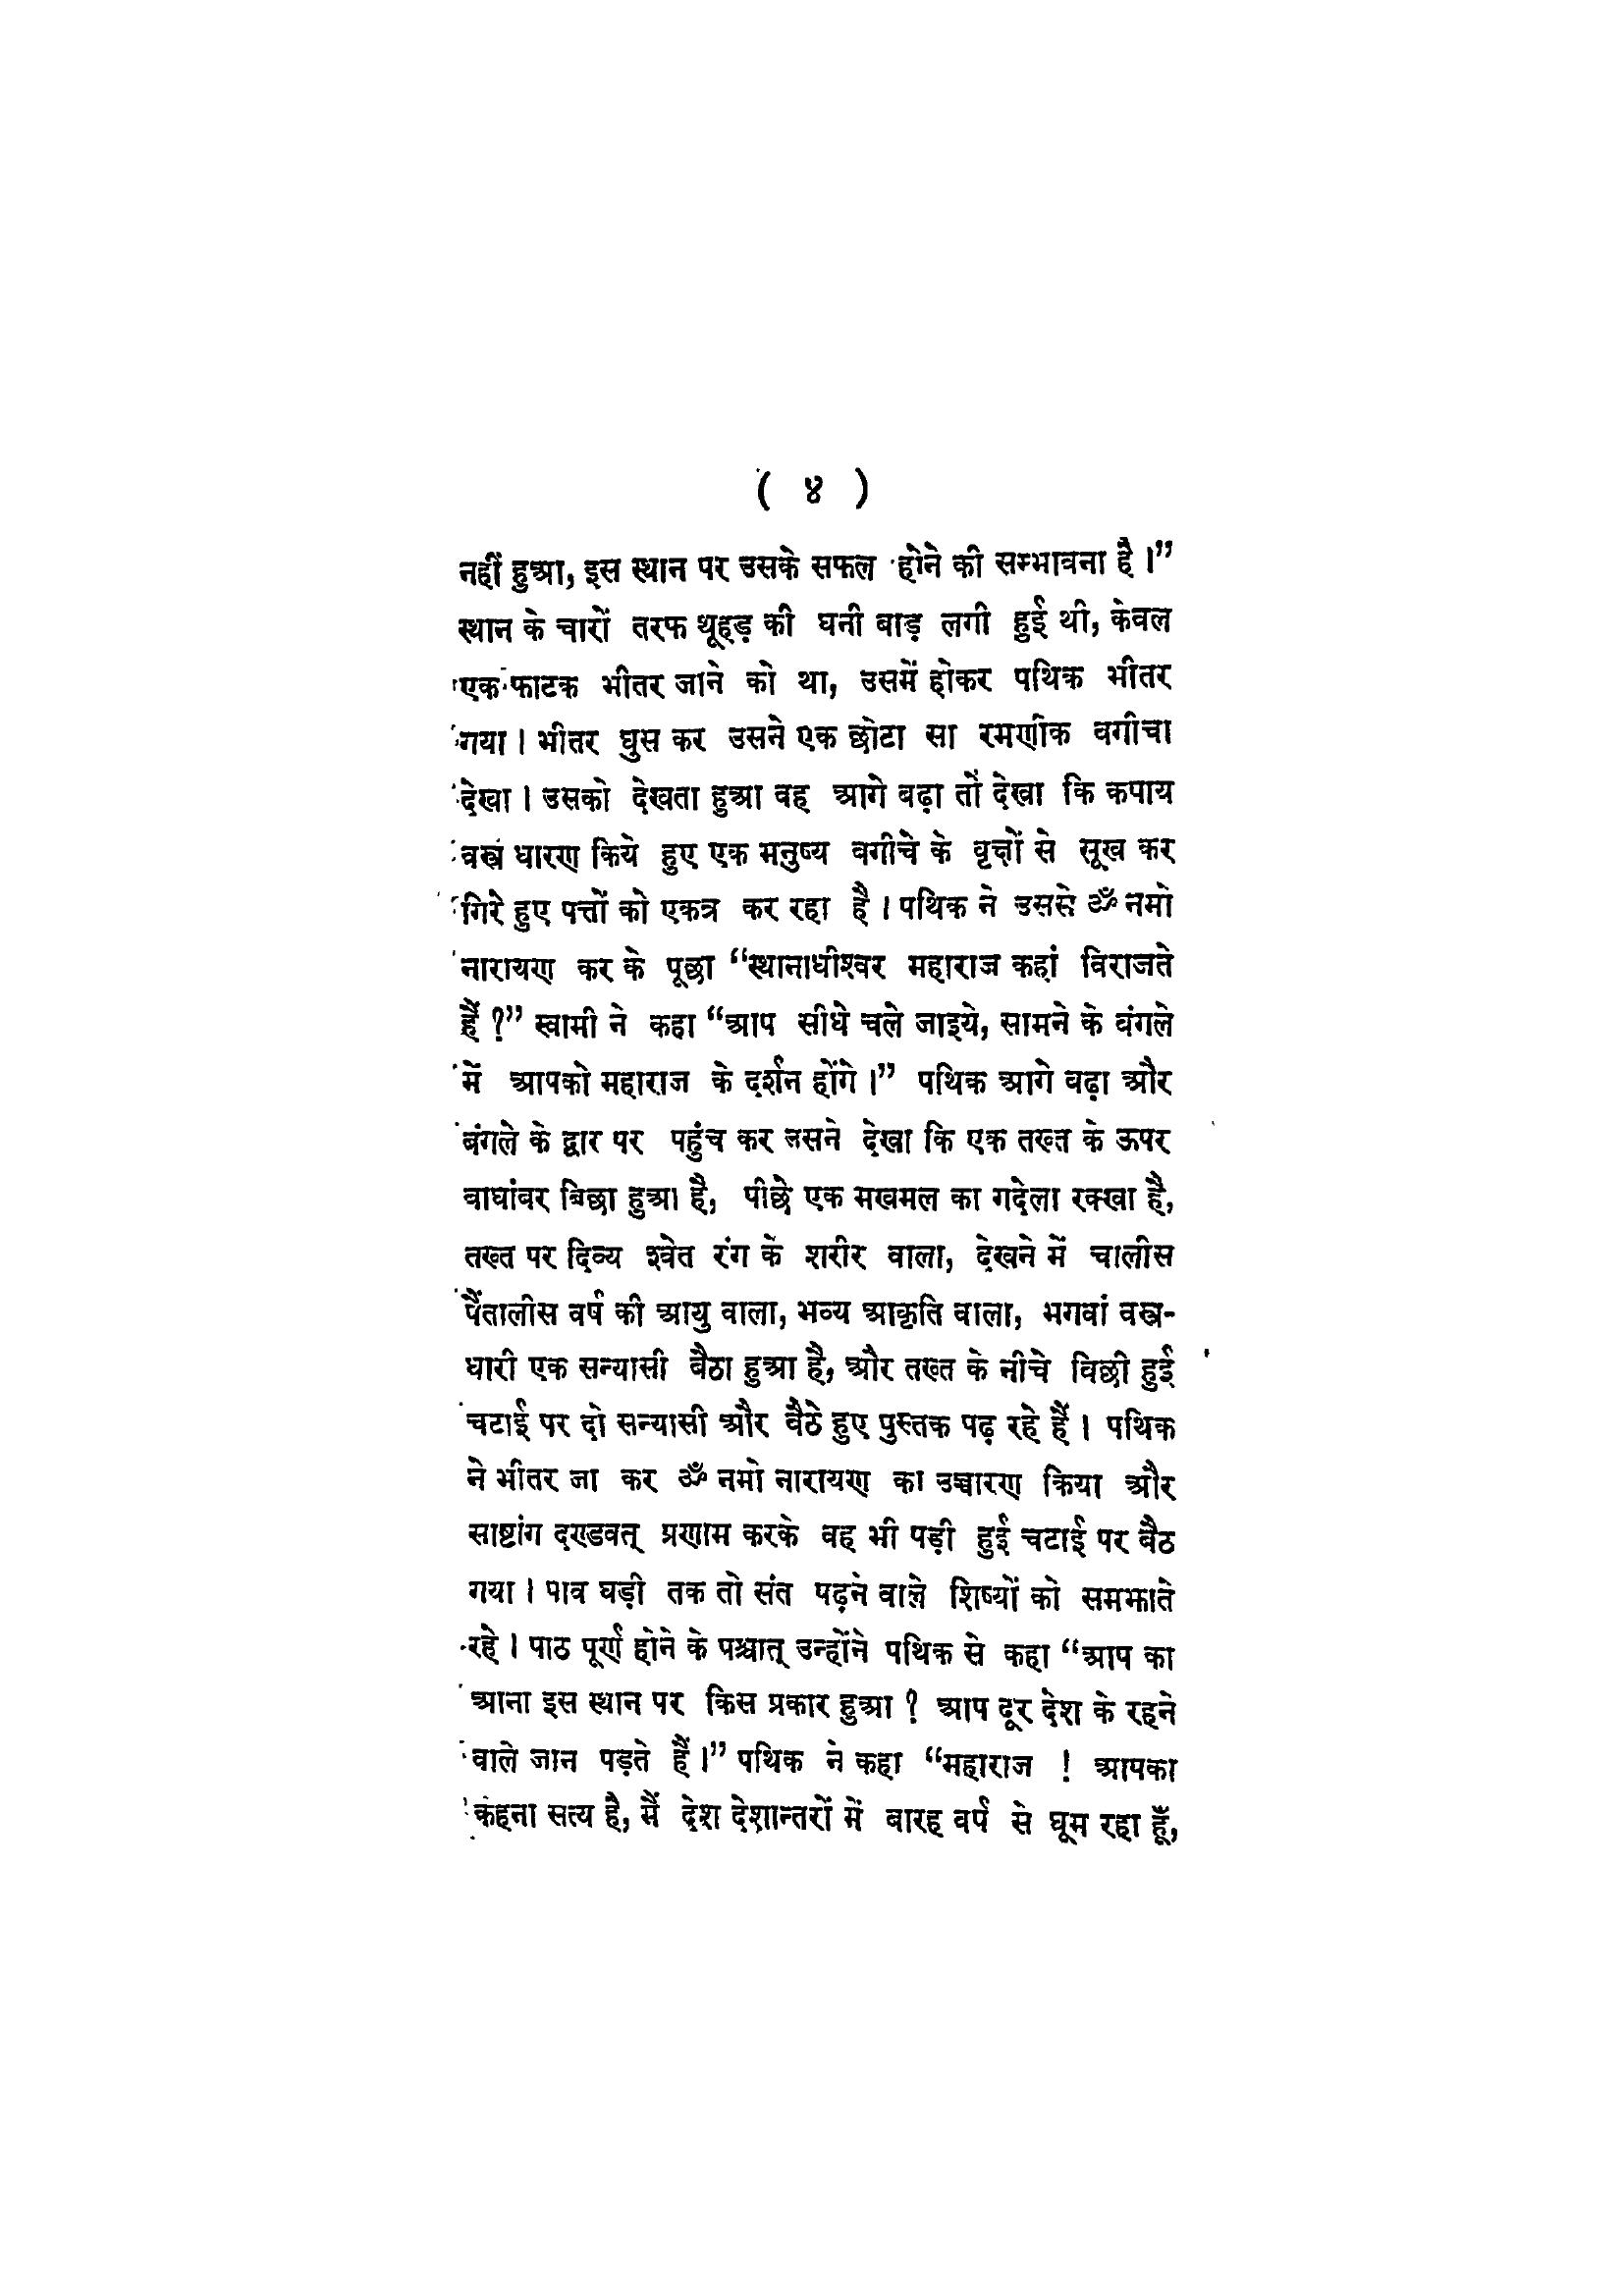 ( ४ )
नहीं हुआ, इस स्थान पर उसके सफल होने की सम्भावना है।”
स्थान के चारों तरफ थूहड़ की घनी बाड़ लगी हुई थी, केवल
एक फाटक भीतर जाने को था, उसमें होकर पथिक भीतर
गया। भीतर घुस कर उसने एक छोटा सा रमणीक वगीचा
देखा। उसको देखता हुआ वह आगे बढ़ा तो देखा कि कषाय
वस्त्र धारण किये हुए एक मनुष्य वगीचे के वृक्षों से सूख कर
गिरे हुए पत्तों को एकत्र कर रहा है। पथिक ने उससे ॐ नमो
नारायण कर के पूछा “स्थानाधीश्वर महाराज कहां विराजते
हैं ?” स्वामी ने कहा “आप सीधे चले जाइये, सामने के वंगले
में आपको महाराज के दर्शन होंगे।” पथिक आगे वढ़ा और
बंगले के द्वार पर पहुंच कर उसने देखा कि एक तख्त के ऊपर
वाघांवर बिछा हुआ है, पीछे एक मखमल का गदेला रक्खा है,
तख्त पर दिव्य श्वेत रंग के शरीर वाला, देखने में चालीस
पैंतालीस वर्ष की आयु वाला, भव्य आकृति वाला, भगवां वस्त्र-
धारी एक सन्यासी बैठा हुआ है, और तख्त के नीचे विछी हुई
चटाई पर दो सन्यासी और वैठे हुए पुस्तक पढ़ रहे हैं। पथिक
ने भीतर जा कर ॐ नमो नारायण का उच्चारण किया और
साष्टांग दण्डवत् प्रणाम करके वह भी पड़ी हुई चटाई पर बैठ
गया। पाव घड़ी तक तो संत पढ़ने वाले शिष्यों को समझाते
रहे। पाठ पूर्ण होने के पश्चात् उन्होंने पथिक से कहा “आप का
आना इस स्थान पर किस प्रकार हुआ ? आप दूर देश के रहने
वाले जान पड़ते हैं।” पथिक ने कहा “महाराज ! आपका
कहना सत्य है, मैं देश देशान्तरों में बारह वर्ष से घूम रहा हूँ,